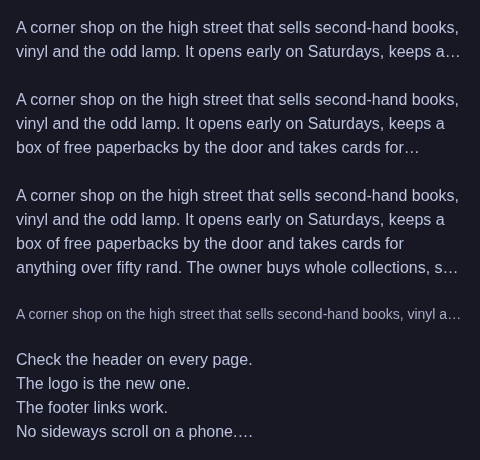 A corner shop on the high street that sells second-hand books,
vinyl and the odd lamp. It opens early on Saturdays, keeps a…
A corner shop on the high street that sells second-hand books,
vinyl and the odd lamp. It opens early on Saturdays, keeps a
box of free paperbacks by the door and takes cards for…
A corner shop on the high street that sells second-hand books,
vinyl and the odd lamp. It opens early on Saturdays, keeps a
box of free paperbacks by the door and takes cards for
anything over fifty rand. The owner buys whole collections, s…
A corner shop on the high street that sells second-hand books, vinyl a…
Check the header on every page.
The logo is the new one.
The footer links work.
No sideways scroll on a phone.…